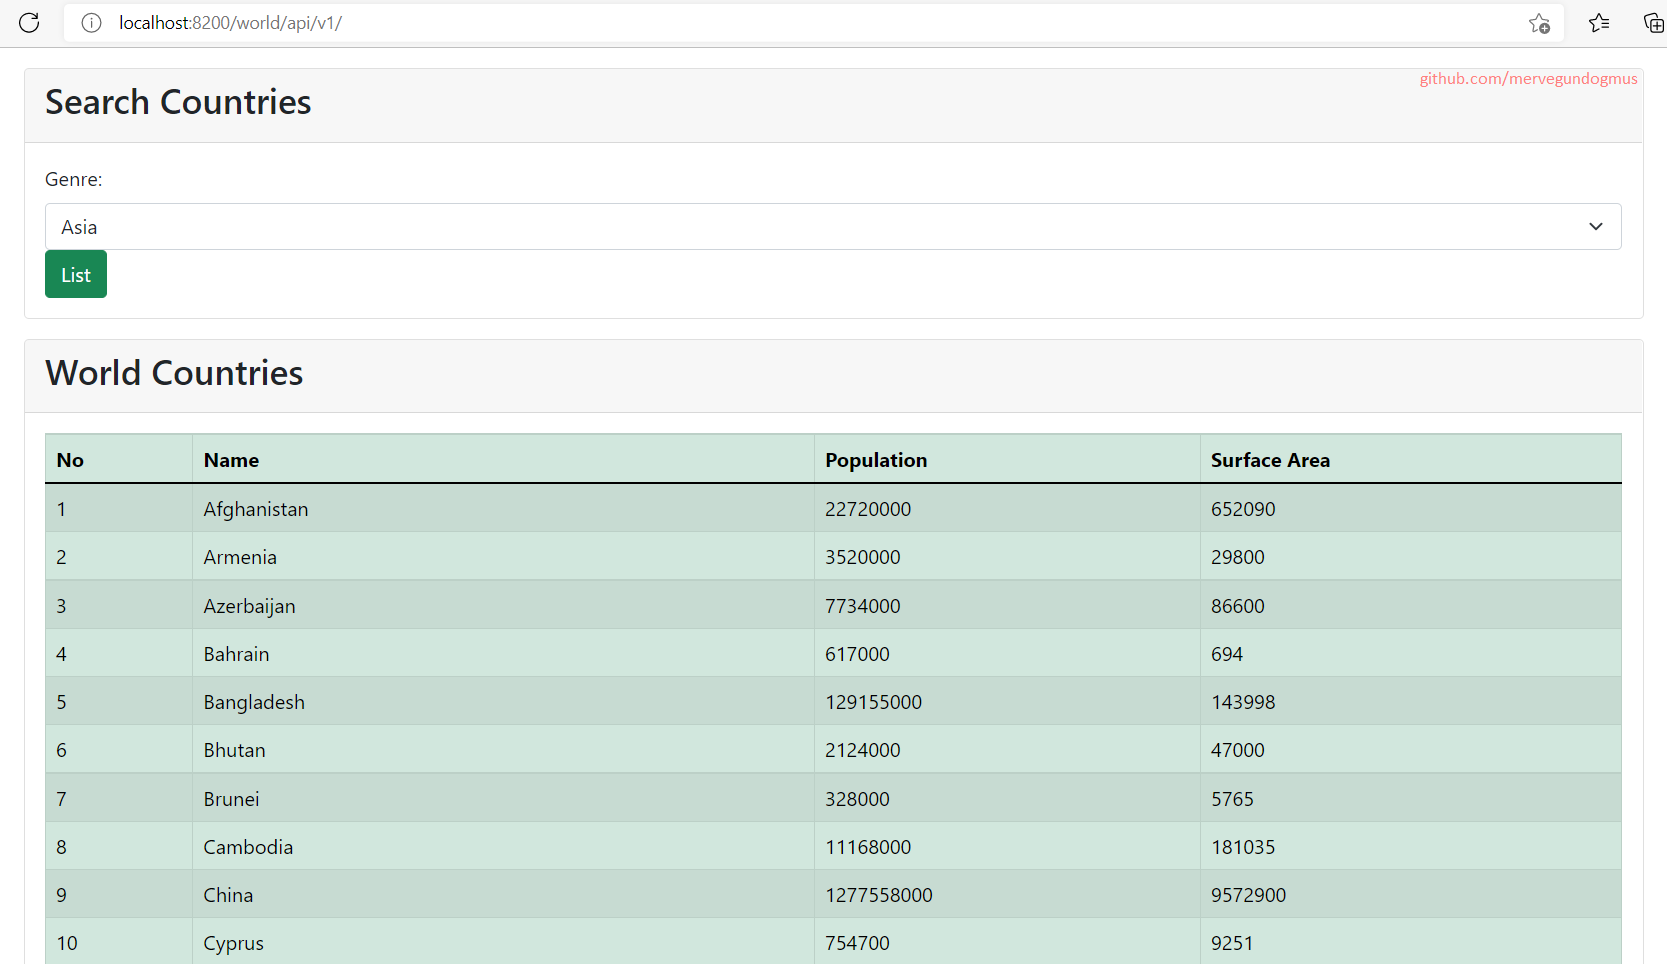 localhost:8200/world/api/v1/
github.com/mervegundogmus
Search Countries
Genre:
Asia
List
World Countries
No Name Population Surface Area
1 Afghanistan 22720000 652090
2 Armenia 3520000 29800
3 Azerbaijan 7734000 86600
4 Bahrain 617000 694
5 Bangladesh 129155000 143998
6 Bhutan 2124000 47000
7 Brunei 328000 5765
8 Cambodia 11168000 181035
9 China 1277558000 9572900
10 Cyprus 754700 9251